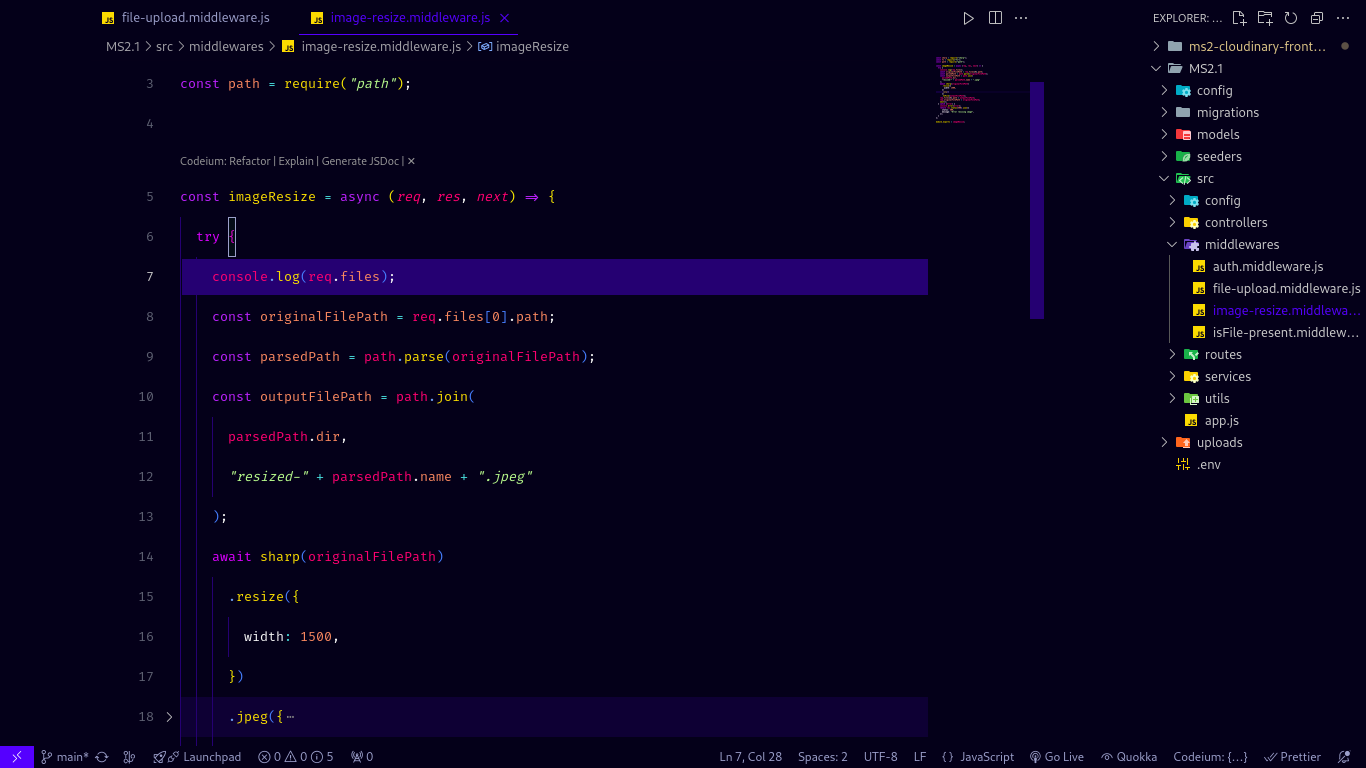 file-upload.middleware.js
image-resize.middleware.js
EXPLORER: ...
MS2.1 > src > middlewares > image-resize.middleware.js > imageResize
3 const path = require("path");
4
Codeium: Refactor | Explain | Generate JSDoc | ×
5 const imageResize = async (req, res, next) => {
6 try {
7 console.log(req.files);
8 const originalFilePath = req.files[0].path;
9 const parsedPath = path.parse(originalFilePath);
10 const outputFilePath = path.join(
11 parsedPath.dir,
12 "resized-" + parsedPath.name + ".jpeg"
13 );
14 await sharp(originalFilePath)
15 .resize({
16 width: 1500,
17 })
18 .jpeg({ ⋯
ms2-cloudinary-front...
MS2.1
config
migrations
models
seeders
src
config
controllers
middlewares
JS auth.middleware.js
JS file-upload.middleware.js
JS image-resize.middlewa...
JS isFile-present.middlew...
routes
services
utils
JS app.js
uploads
.env
main* Launchpad 0 0 5 0 Ln 7, Col 28 Spaces: 2 UTF-8 LF {} JavaScript Go Live Quokka Codeium: {...} Prettier